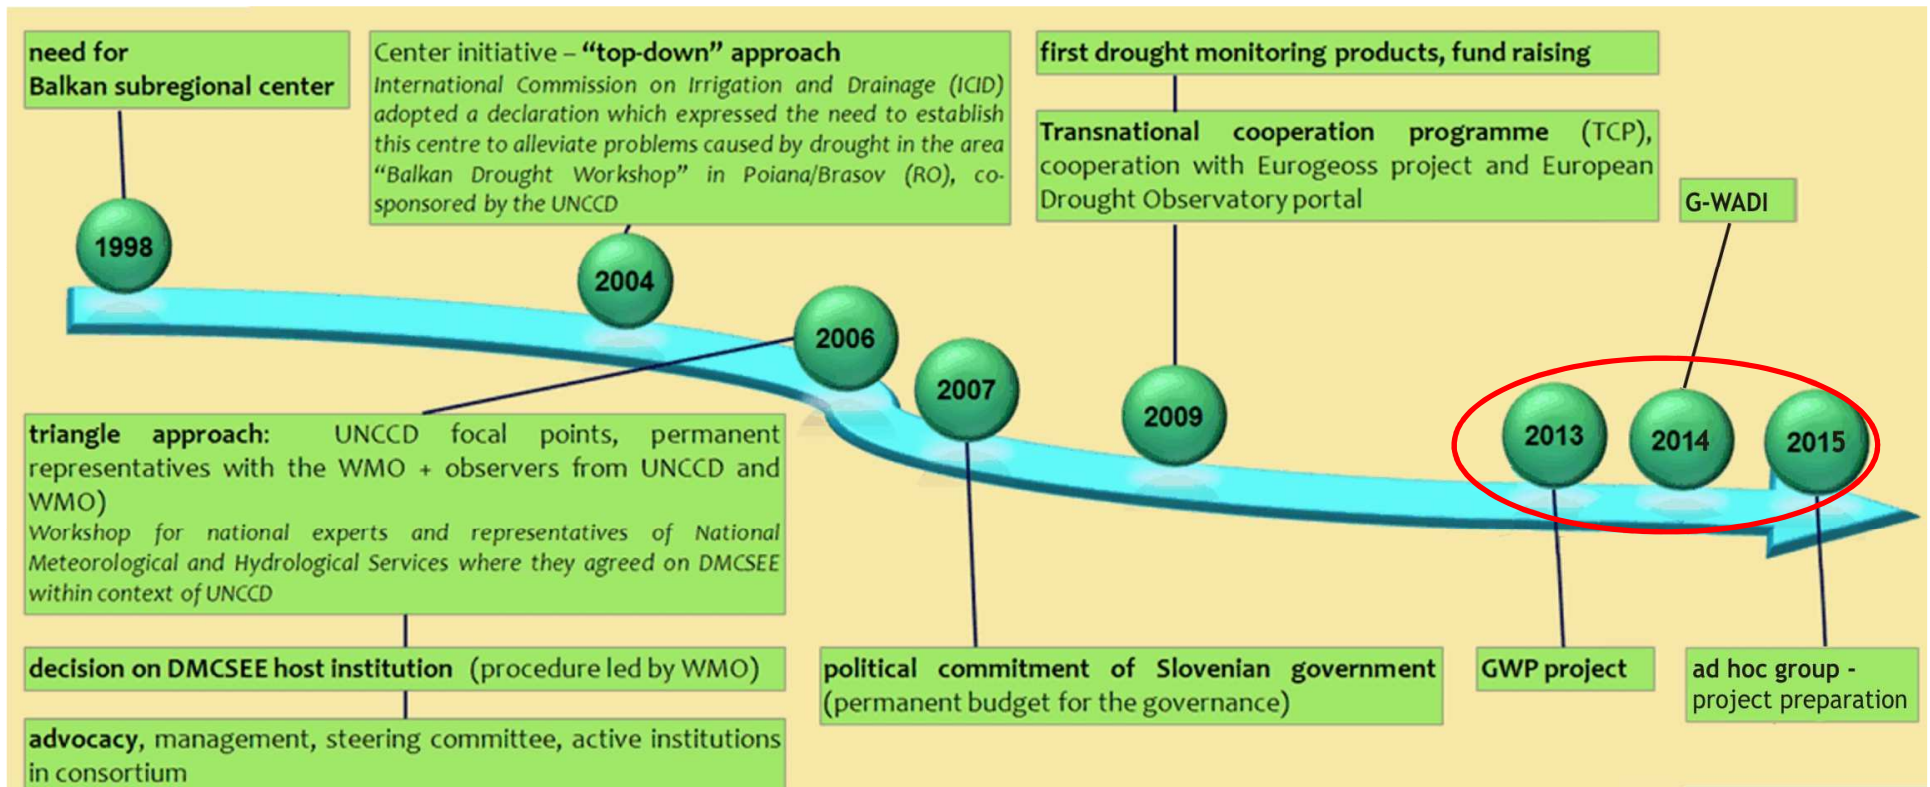 need for
Balkan subregional center
Center initiative – “top-down” approach
International Commission on Irrigation and Drainage (ICID)
adopted a declaration which expressed the need to establish
this centre to alleviate problems caused by drought in the area
“Balkan Drought Workshop” in Poiana/Brasov (RO), co-
sponsored by the UNCCD
first drought monitoring products, fund raising
Transnational cooperation programme (TCP),
cooperation with Eurogeoss project and European
Drought Observatory portal
G-WADI
1998
2004
2006
2007
2009
2013
2014
2015
triangle approach: UNCCD focal points, permanent
representatives with the WMO + observers from UNCCD and
WMO)
Workshop for national experts and representatives of National
Meteorological and Hydrological Services where they agreed on DMCSEE
within context of UNCCD
decision on DMCSEE host institution (procedure led by WMO)
advocacy, management, steering committee, active institutions
in consortium
political commitment of Slovenian government
(permanent budget for the governance)
GWP project
ad hoc group -
project preparation